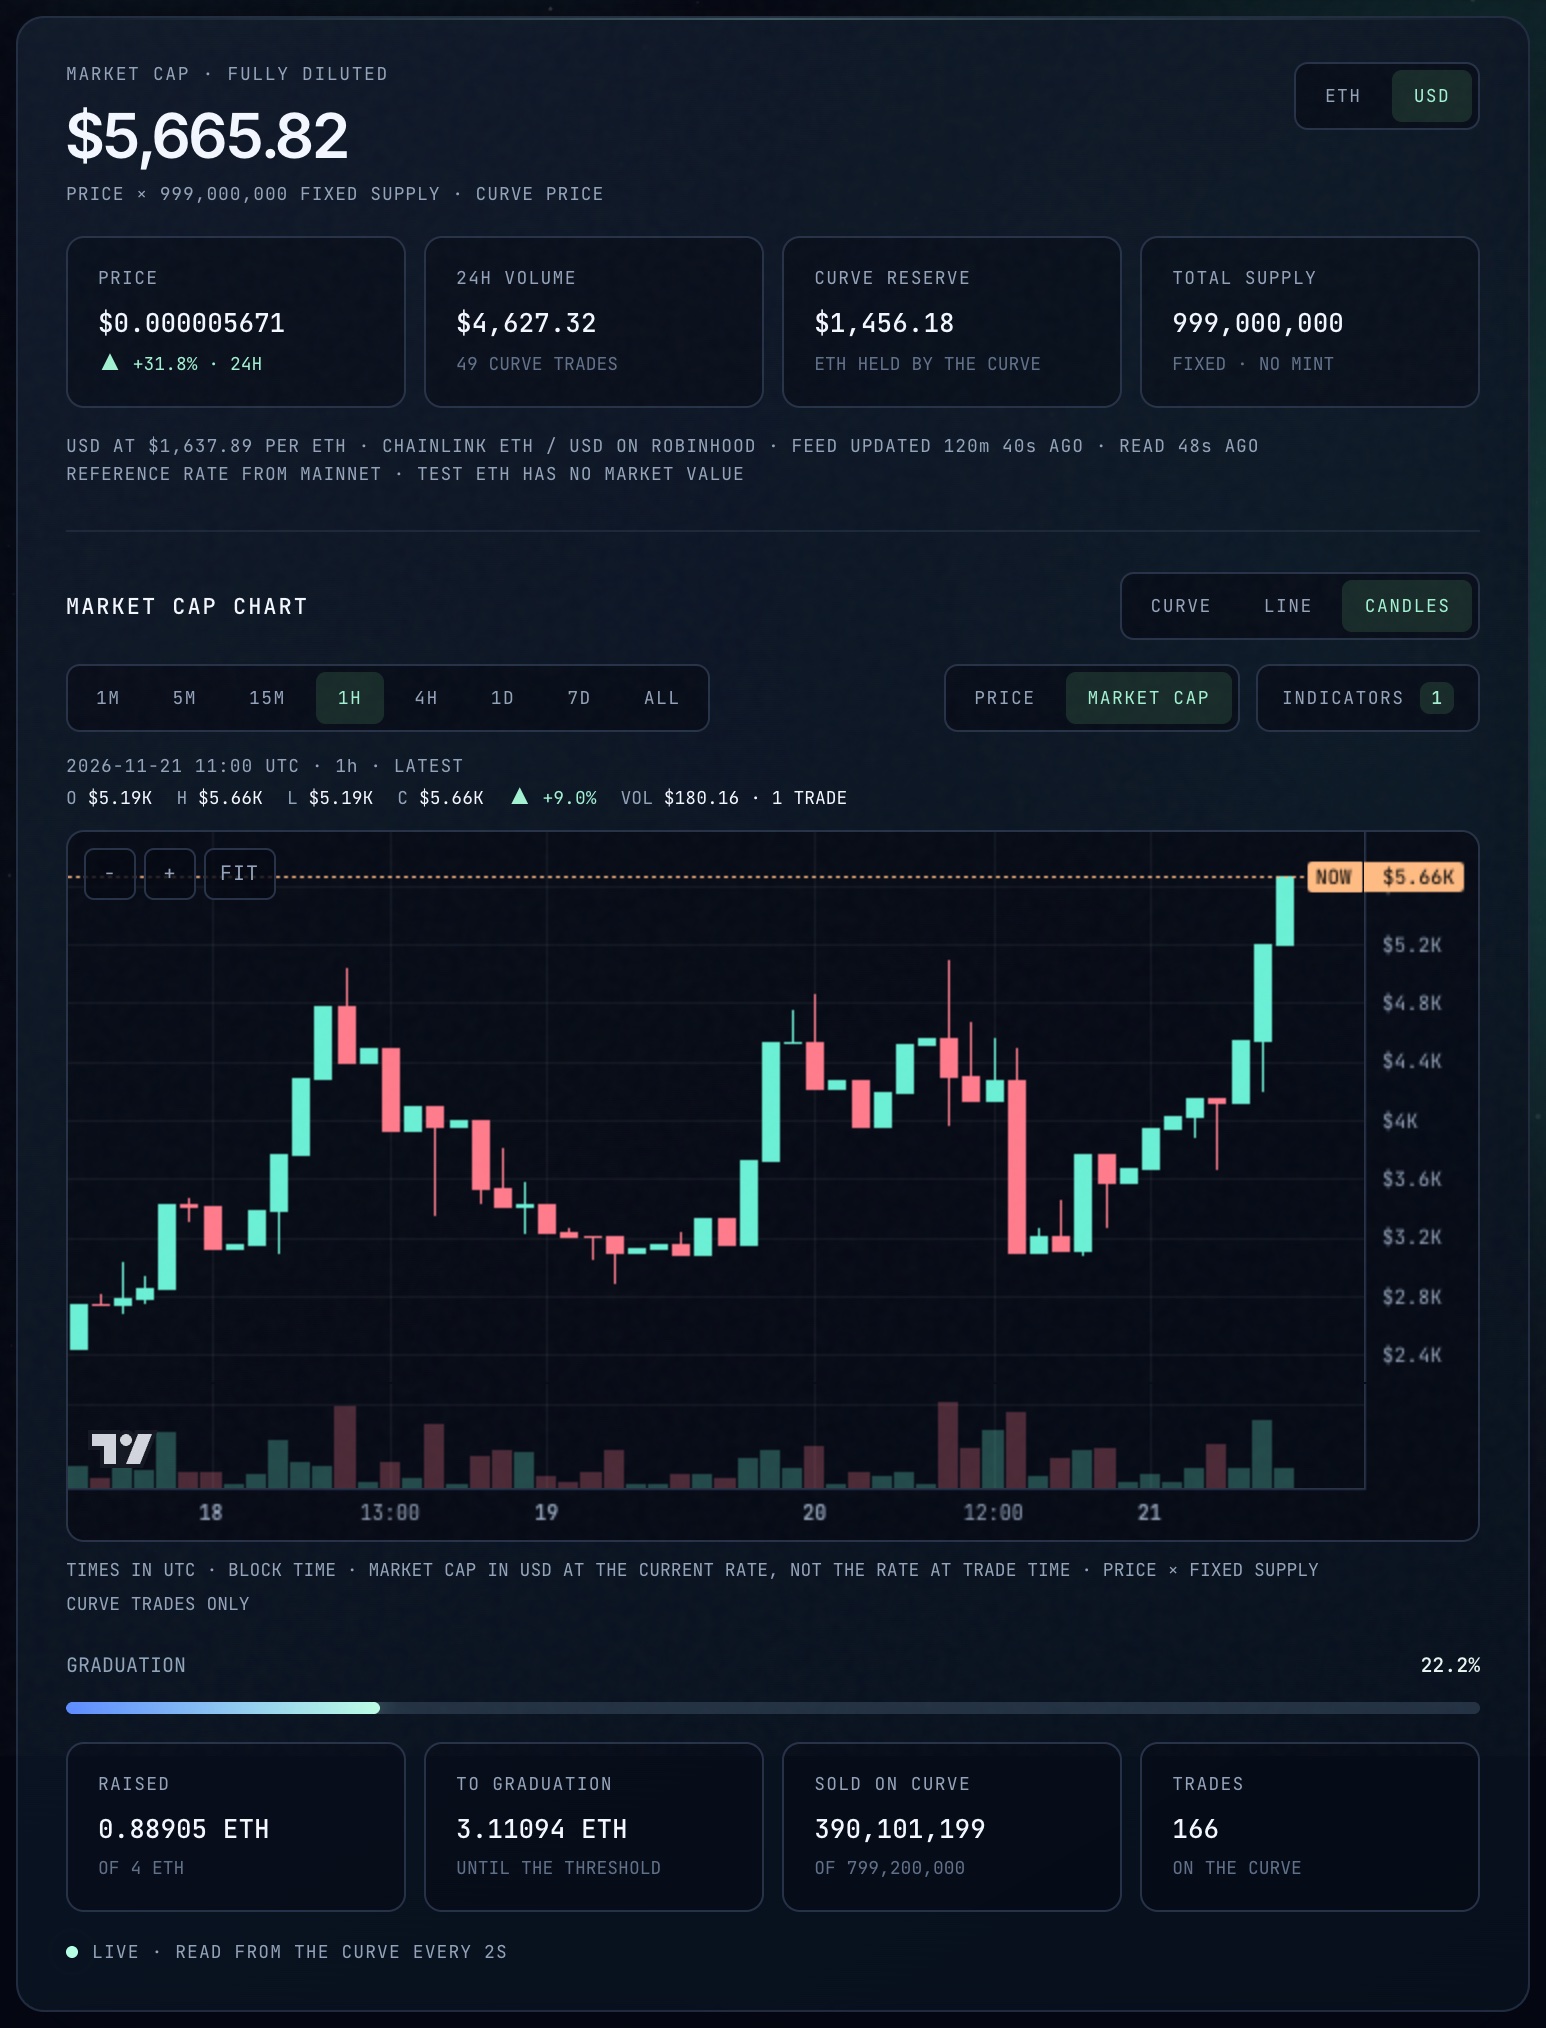 MARKET CAP · FULLY DILUTED
$5,665.82
PRICE × 999,000,000 FIXED SUPPLY · CURVE PRICE
ETH USD
PRICE
$0.000005671
▲ +31.8% · 24H
24H VOLUME
$4,627.32
49 CURVE TRADES
CURVE RESERVE
$1,456.18
ETH HELD BY THE CURVE
TOTAL SUPPLY
999,000,000
FIXED · NO MINT
USD AT $1,637.89 PER ETH · CHAINLINK ETH / USD ON ROBINHOOD · FEED UPDATED 120m 40s AGO · READ 48s AGO
REFERENCE RATE FROM MAINNET · TEST ETH HAS NO MARKET VALUE
MARKET CAP CHART
CURVE LINE CANDLES
1M 5M 15M 1H 4H 1D 7D ALL
PRICE MARKET CAP
INDICATORS 1
2026-11-21 11:00 UTC · 1h · LATEST
O $5.19K H $5.66K L $5.19K C $5.66K ▲ +9.0% VOL $180.16 · 1 TRADE
- + FIT
NOW $5.66K
$5.2K
$4.8K
$4.4K
$4K
$3.6K
$3.2K
$2.8K
$2.4K
18 13:00 19 20 12:00 21
TIMES IN UTC · BLOCK TIME · MARKET CAP IN USD AT THE CURRENT RATE, NOT THE RATE AT TRADE TIME · PRICE × FIXED SUPPLY
CURVE TRADES ONLY
GRADUATION 22.2%
RAISED
0.88905 ETH
OF 4 ETH
TO GRADUATION
3.11094 ETH
UNTIL THE THRESHOLD
SOLD ON CURVE
390,101,199
OF 799,200,000
TRADES
166
ON THE CURVE
LIVE · READ FROM THE CURVE EVERY 2S